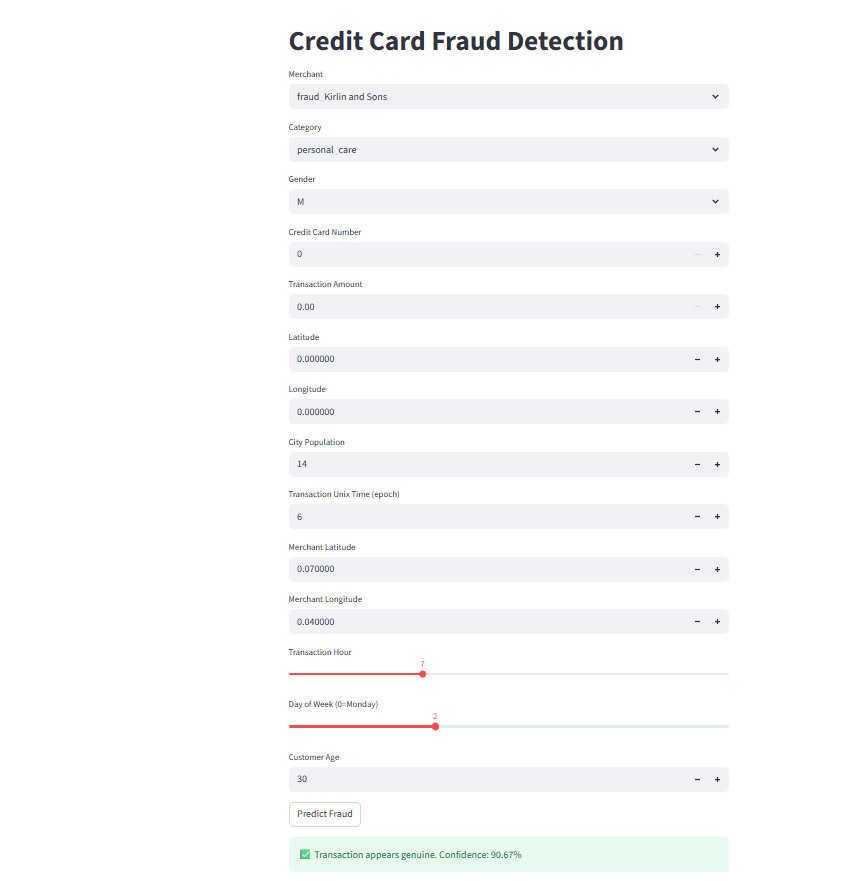 Credit Card Fraud Detection
Merchant
fraud_Kirlin and Sons
Category
personal_care
Gender
M
Credit Card Number
0
Transaction Amount
0.00
Latitude
0.000000
Longitude
0.000000
City Population
14
Transaction Unix Time (epoch)
6
Merchant Latitude
0.070000
Merchant Longitude
0.040000
Transaction Hour
7
Day of Week (0=Monday)
2
Customer Age
30
Predict Fraud
✅ Transaction appears genuine. Confidence: 90.67%